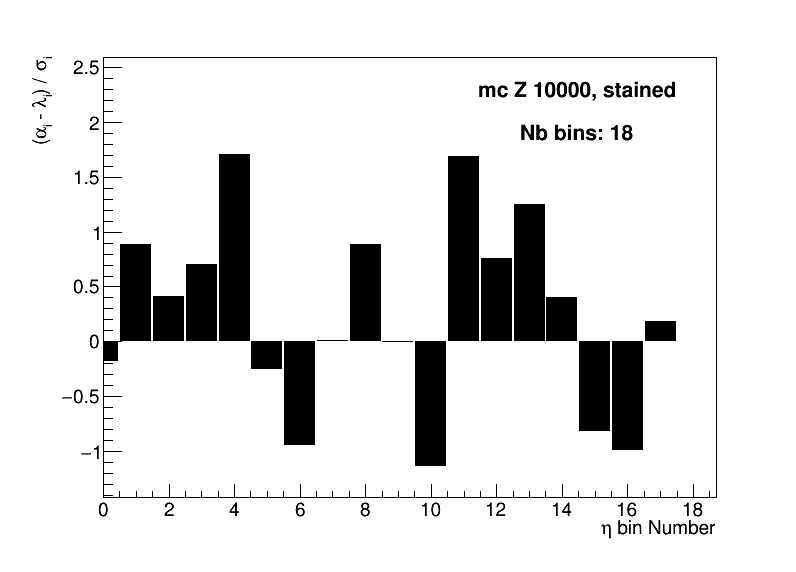 (αᵢ - λᵢ) / σᵢ
2.5
2
1.5
1
0.5
0
−0.5
−1
mc Z 10000, stained
Nb bins: 18
0 2 4 6 8 10 12 14 16 18
η bin Number